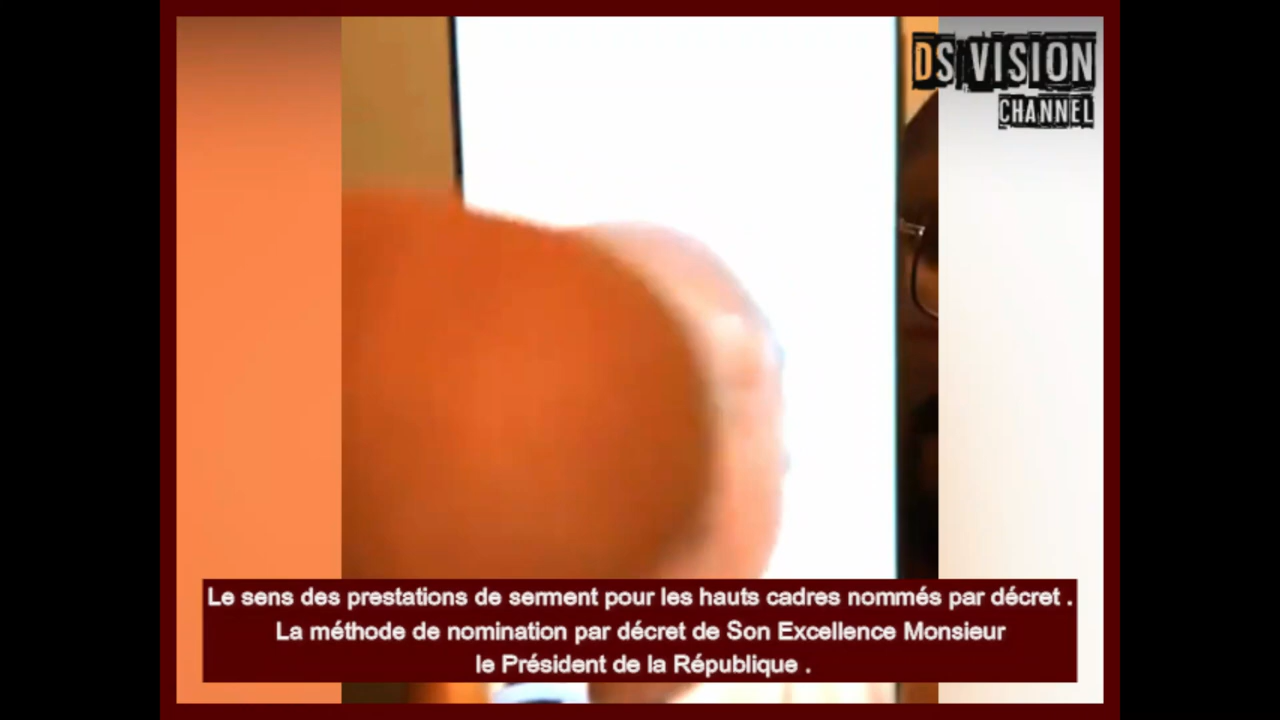 DS VISION
CHANNEL
Le sens des prestations de serment pour les hauts cadres nommés par décret .
La méthode de nomination par décret de Son Excellence Monsieur
le Président de la République .